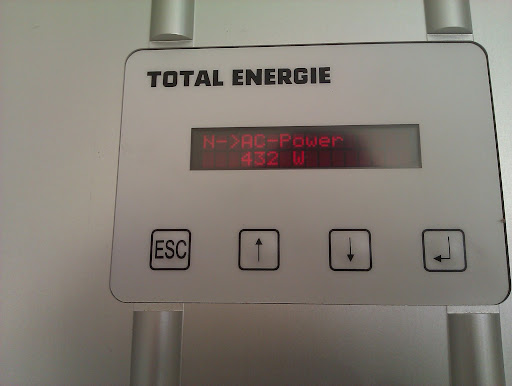 TOTAL ENERGIE
N->AC-Power
432 W
ESC ↑ ↓ ↵